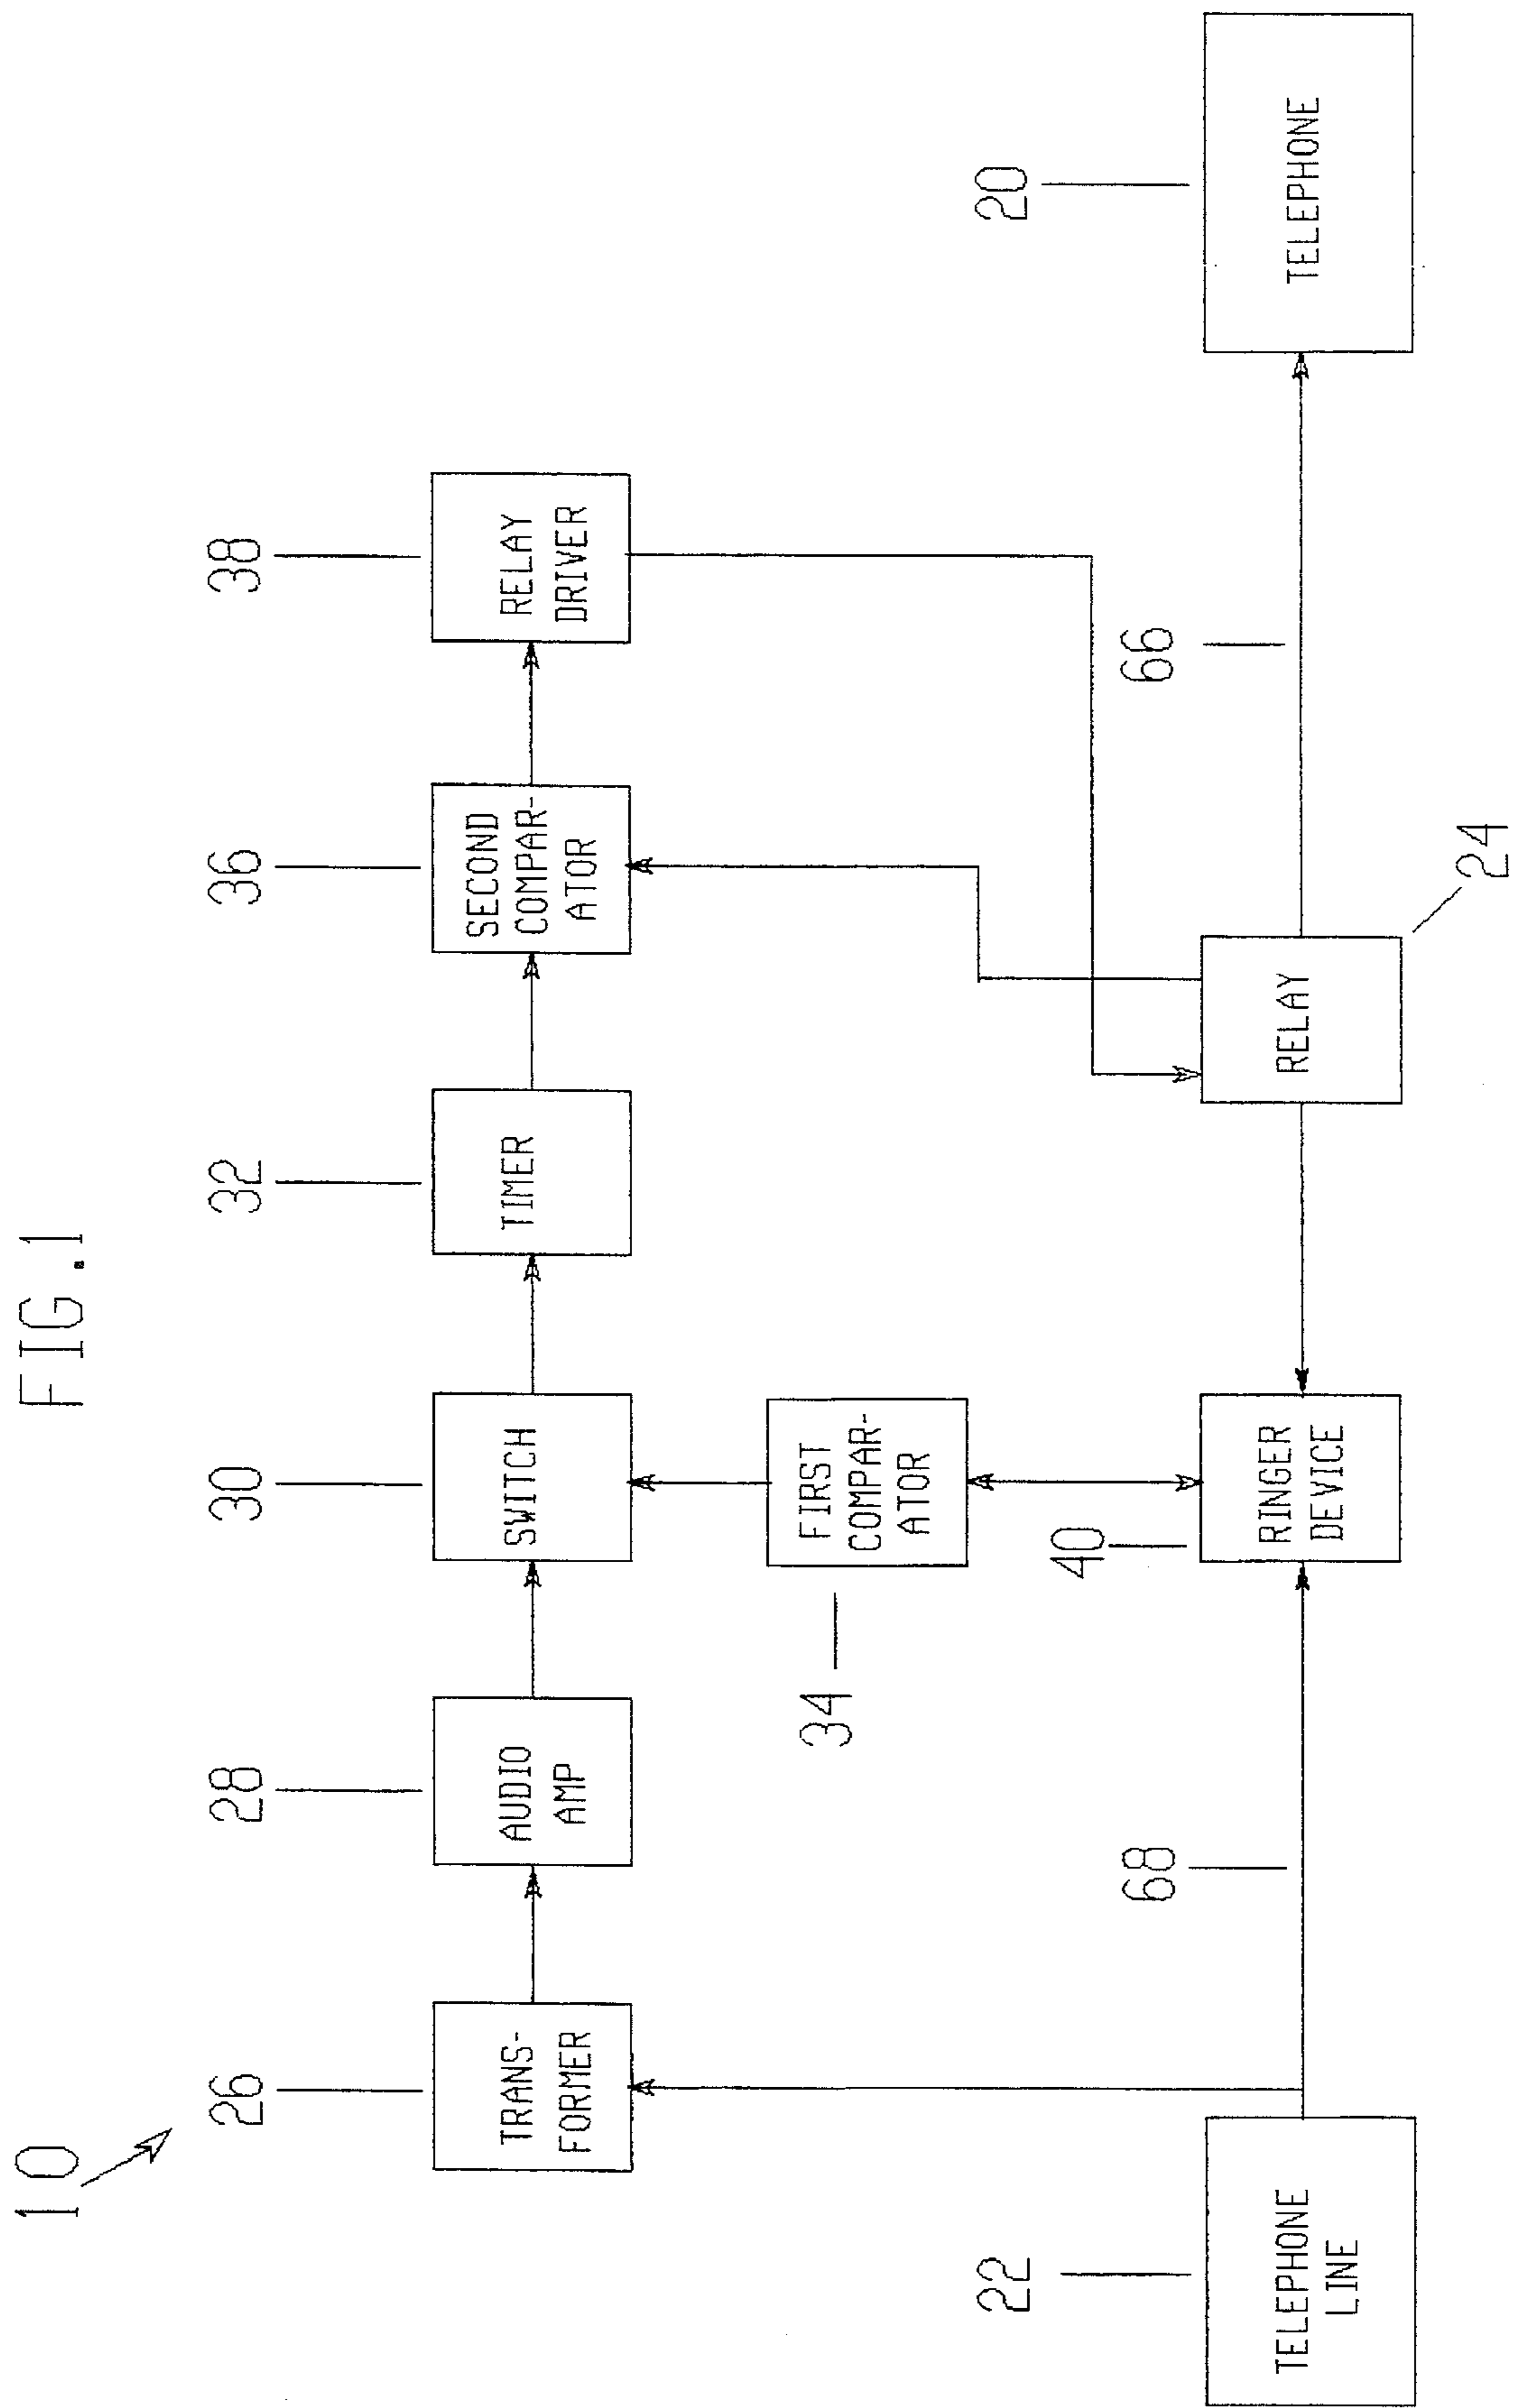 FIG.1
10
26
28
30
32
36
38
TRANS-
FORMER
AUDIO
AMP
SWITCH
TIMER
SECOND
COMPAR-
ATOR
RELAY
DRIVER
34
FIRST
COMPAR-
ATOR
22
68
40
66
20
TELEPHONE
LINE
RINGER
DEVICE
RELAY
24
TELEPHONE